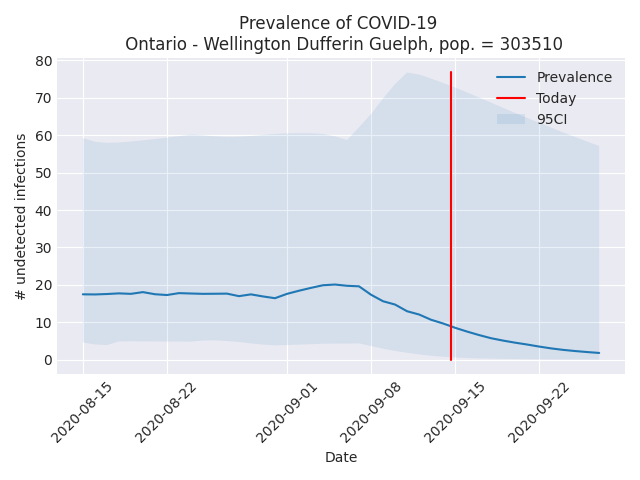 Prevalence of COVID-19
Ontario - Wellington Dufferin Guelph, pop. = 303510
80
70
60
50
40
30
20
10
0
# undetected infections
Prevalence
Today
95CI
2020-08-15
2020-08-22
2020-09-01
2020-09-08
2020-09-15
2020-09-22
Date